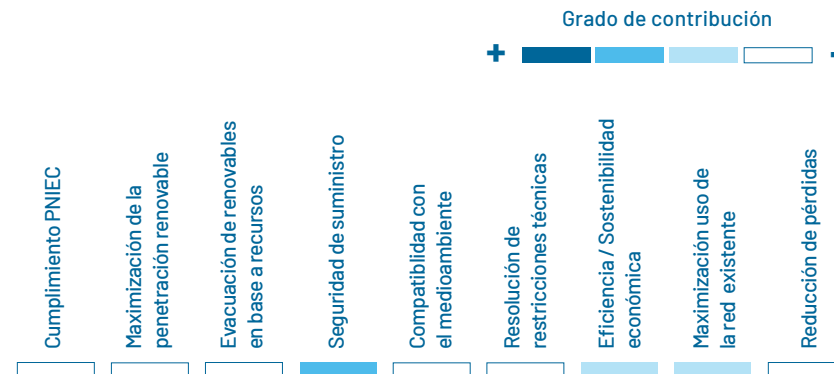 Grado de contribución
+
-
Cumplimiento PNIEC
Maximización de la
penetración renovable
Evacuación de renovables
en base a recursos
Seguridad de suministro
Compatiblidad con
el medioambiente
Resolución de
restricciones técnicas
Eficiencia / Sostenibilidad
económica
Maximización uso de
la red existente
Reducción de pérdidas